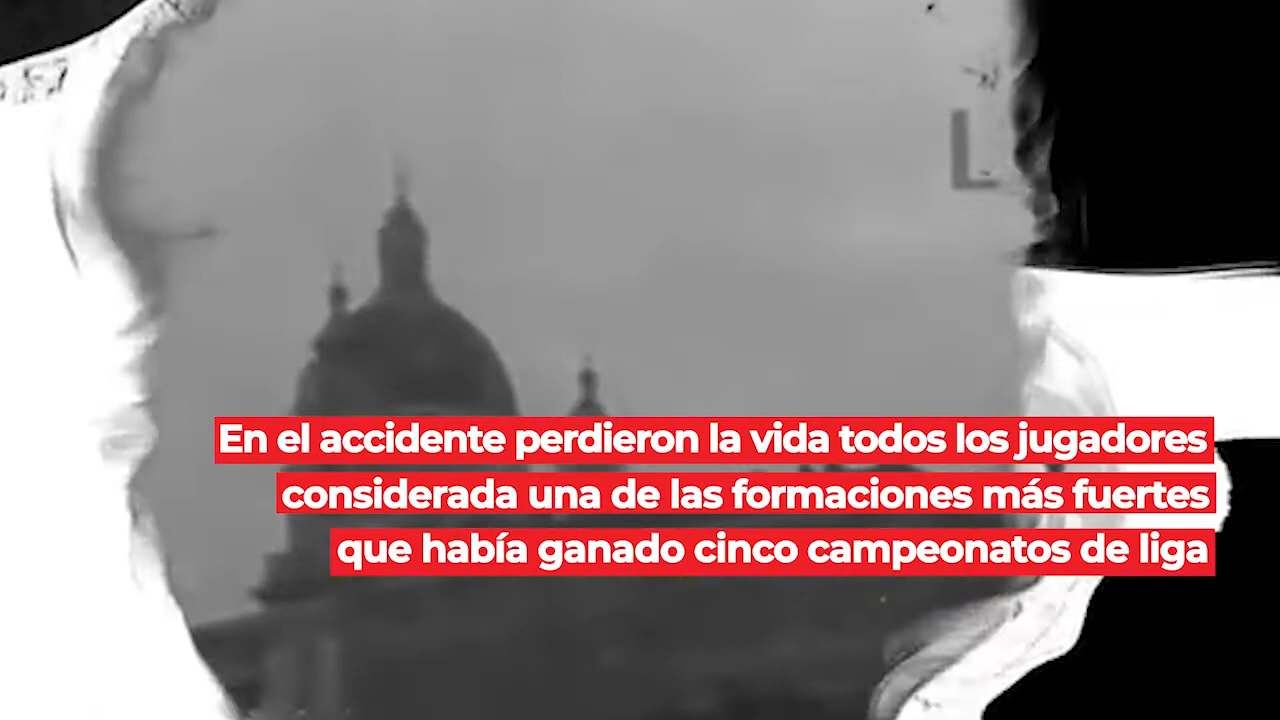 L
En el accidente perdieron la vida todos los jugadores
considerada una de las formaciones más fuertes
que había ganado cinco campeonatos de liga